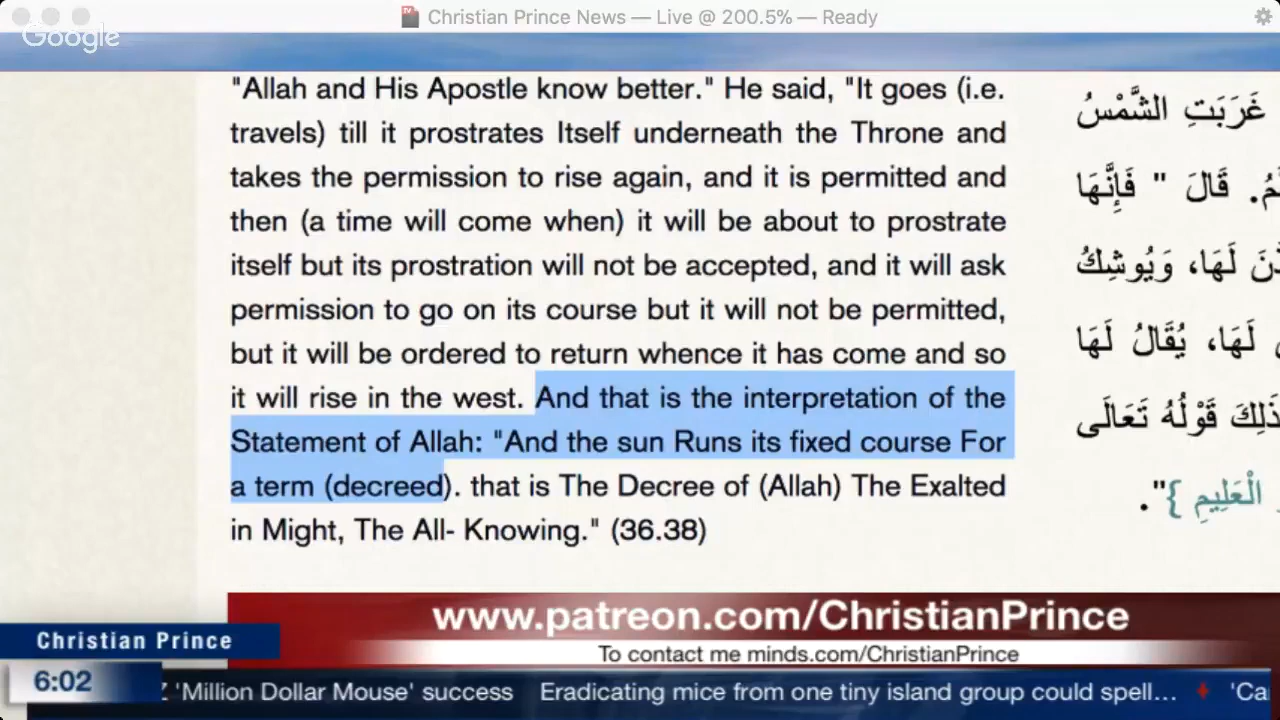 Christian Prince News — Live @ 200.5% — Ready
Google
"Allah and His Apostle know better." He said, "It goes (i.e.
travels) till it prostrates Itself underneath the Throne and
takes the permission to rise again, and it is permitted and
then (a time will come when) it will be about to prostrate
itself but its prostration will not be accepted, and it will ask
permission to go on its course but it will not be permitted,
but it will be ordered to return whence it has come and so
it will rise in the west. And that is the interpretation of the
Statement of Allah: "And the sun Runs its fixed course For
a term (decreed). that is The Decree of (Allah) The Exalted
in Might, The All- Knowing." (36.38)
غَرَبَتِ الشَّمْسُ
قَالَ " فَإِنَّهَا
لَهَا، وَيُوشِكُ
لَهَا، يُقَالُ لَهَا
قَوْلُهُ تَعَالَى
الْعَلِيمِ }".
www.patreon.com/ChristianPrince
To contact me minds.com/ChristianPrince
Christian Prince
6:02
'Million Dollar Mouse' success Eradicating mice from one tiny island group could spell...